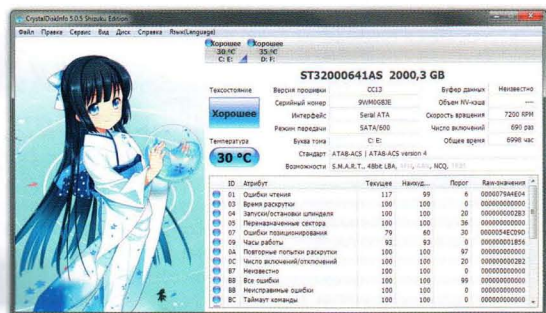 CrystalDiskInfo 5.0.5 Shizuku Edition
Файл Правка Сервис Вид Диск Справка Язык(Language)
Хорошее Хорошее
30 °C 35 °C
C: E: D: F:
ST32000641AS 2000,3 GB
Техсостояние Версия прошивки CC13 Буфер данных Неизвестно
Хорошее Серийный номер 9WM0GBJE Объем NV-кэша ----
Интерфейс Serial ATA Скорость вращения 7200 RPM
Режим передачи SATA/600 Число включений 690 раз
Температура Буква тома C: E: Общее время 6998 час
30 °C Стандарт ATA8-ACS | ATA8-ACS version 4
Возможности S.M.A.R.T., 48bit LBA, NCQ,
ID Атрибут Текущее Наихуд... Порог Raw-значения
01 Ошибки чтения 117 99 6 0000079A4E04
03 Время раскрутки 100 100 0 000000000000
04 Запуски/остановки шпинделя 100 100 20 0000000002B3
05 Переназначенные сектора 100 100 36 000000000000
07 Ошибки позиционирования 79 60 30 0000054EC09D
09 Часы работы 93 93 0 000000001B56
0A Повторные попытки раскрутки 100 100 97 000000000000
0C Число включений/отключений 100 100 20 0000000002B2
B7 Неизвестно 100 100 0 000000000000
B8 Все ошибки 100 100 99 000000000000
BB Неисправимые ошибки 100 100 0 000000000000
BC Таймаут команды 100 100 0 000000000000